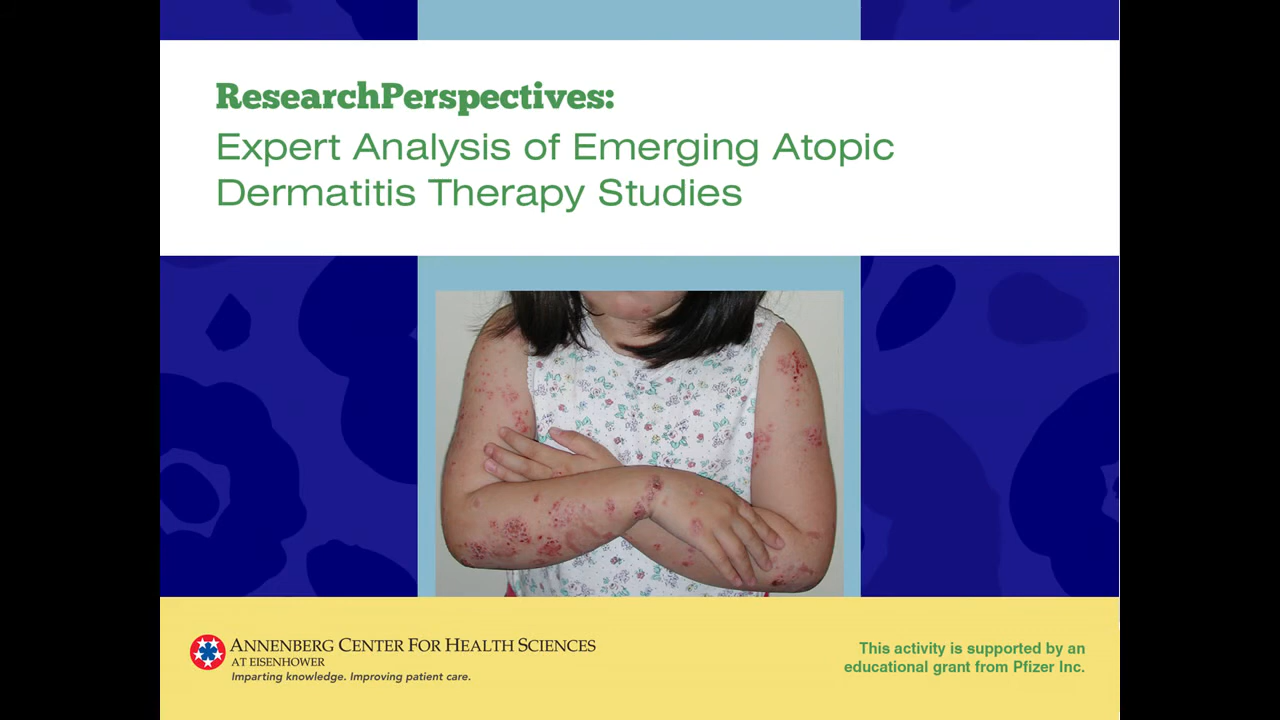 ResearchPerspectives:
Expert Analysis of Emerging Atopic
Dermatitis Therapy Studies
ANNENBERG CENTER FOR HEALTH SCIENCES
AT EISENHOWER
Imparting knowledge. Improving patient care.
This activity is supported by an
educational grant from Pfizer Inc.